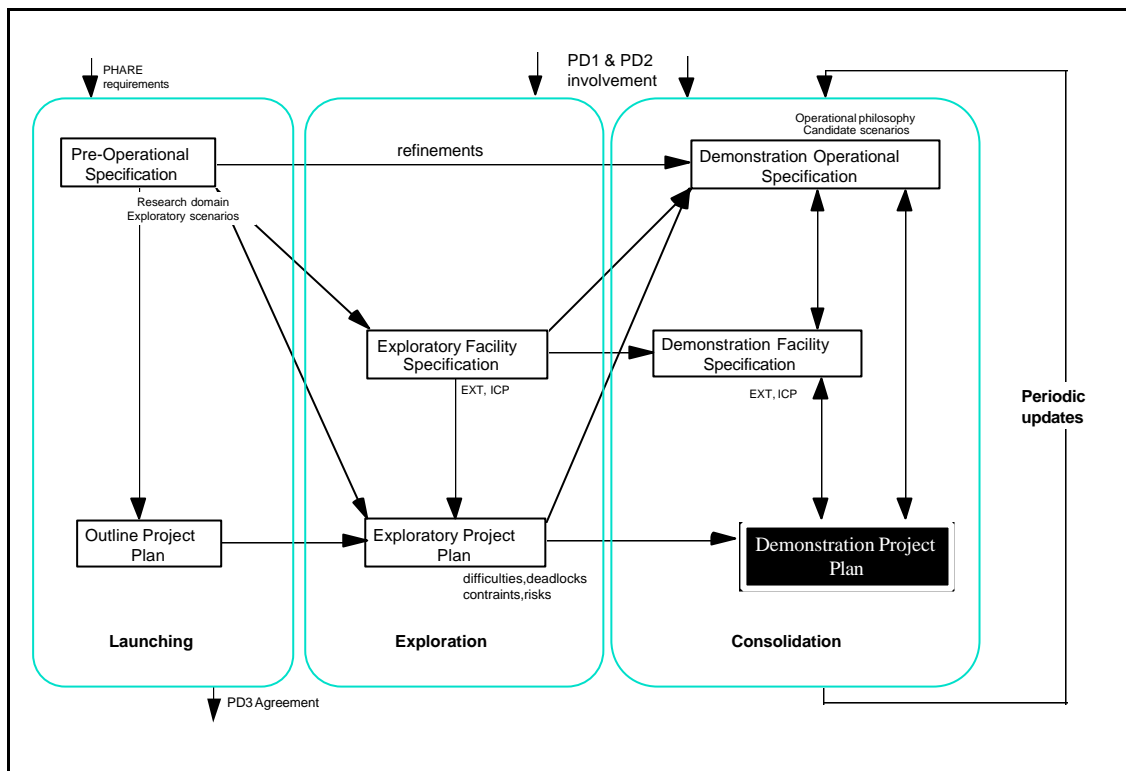 PHARE
requirements
PD1 & PD2
involvement
Operational philosophy
Candidate scenarios
Pre-Operational
Specification
refinements
Demonstration Operational
Specification
Research domain
Exploratory scenarios
Exploratory Facility
Specification
Demonstration Facility
Specification
EXT, ICP
EXT, ICP
Periodic
updates
Outline Project
Plan
Exploratory Project
Plan
Demonstration Project
Plan
difficulties,deadlocks
contraints,risks
Launching
Exploration
Consolidation
PD3 Agreement